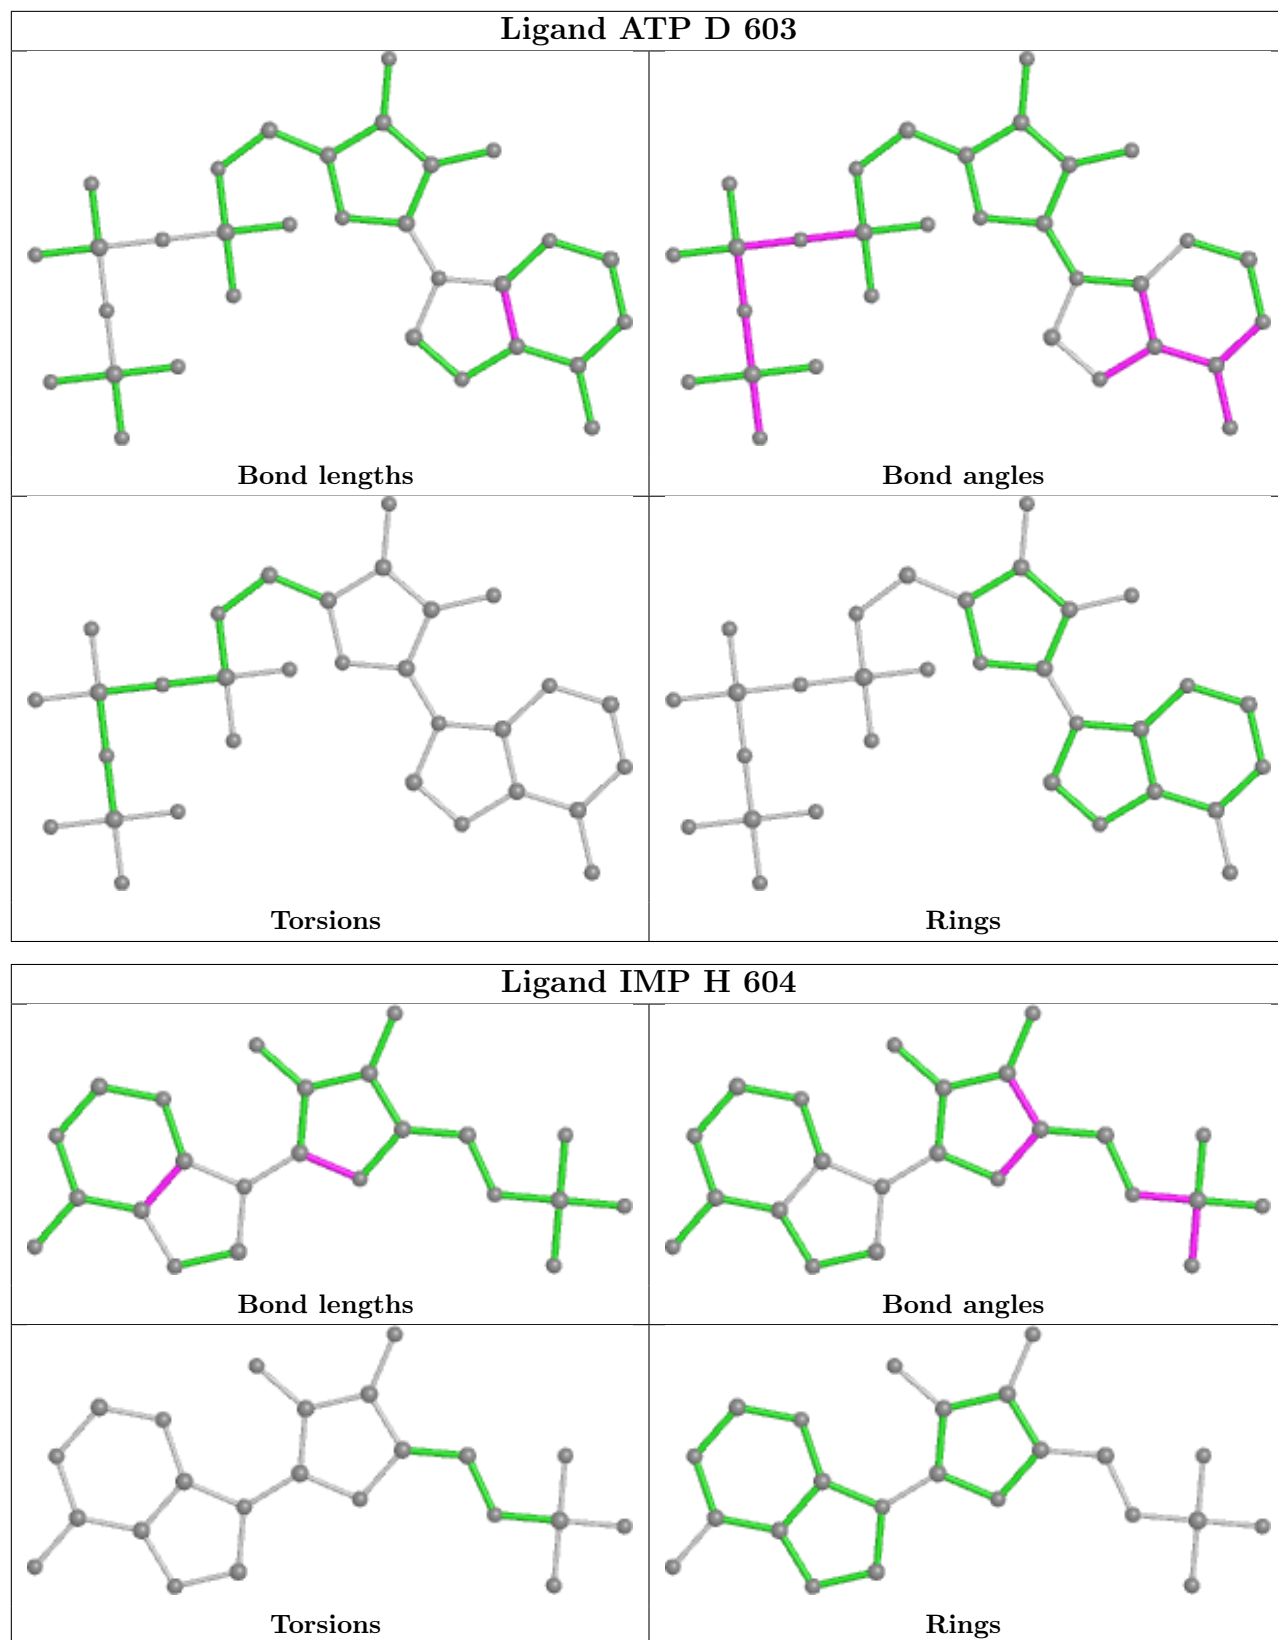 Ligand ATP D 603
Bond lengths
Bond angles
Torsions
Rings
Ligand IMP H 604
Bond lengths
Bond angles
Torsions
Rings